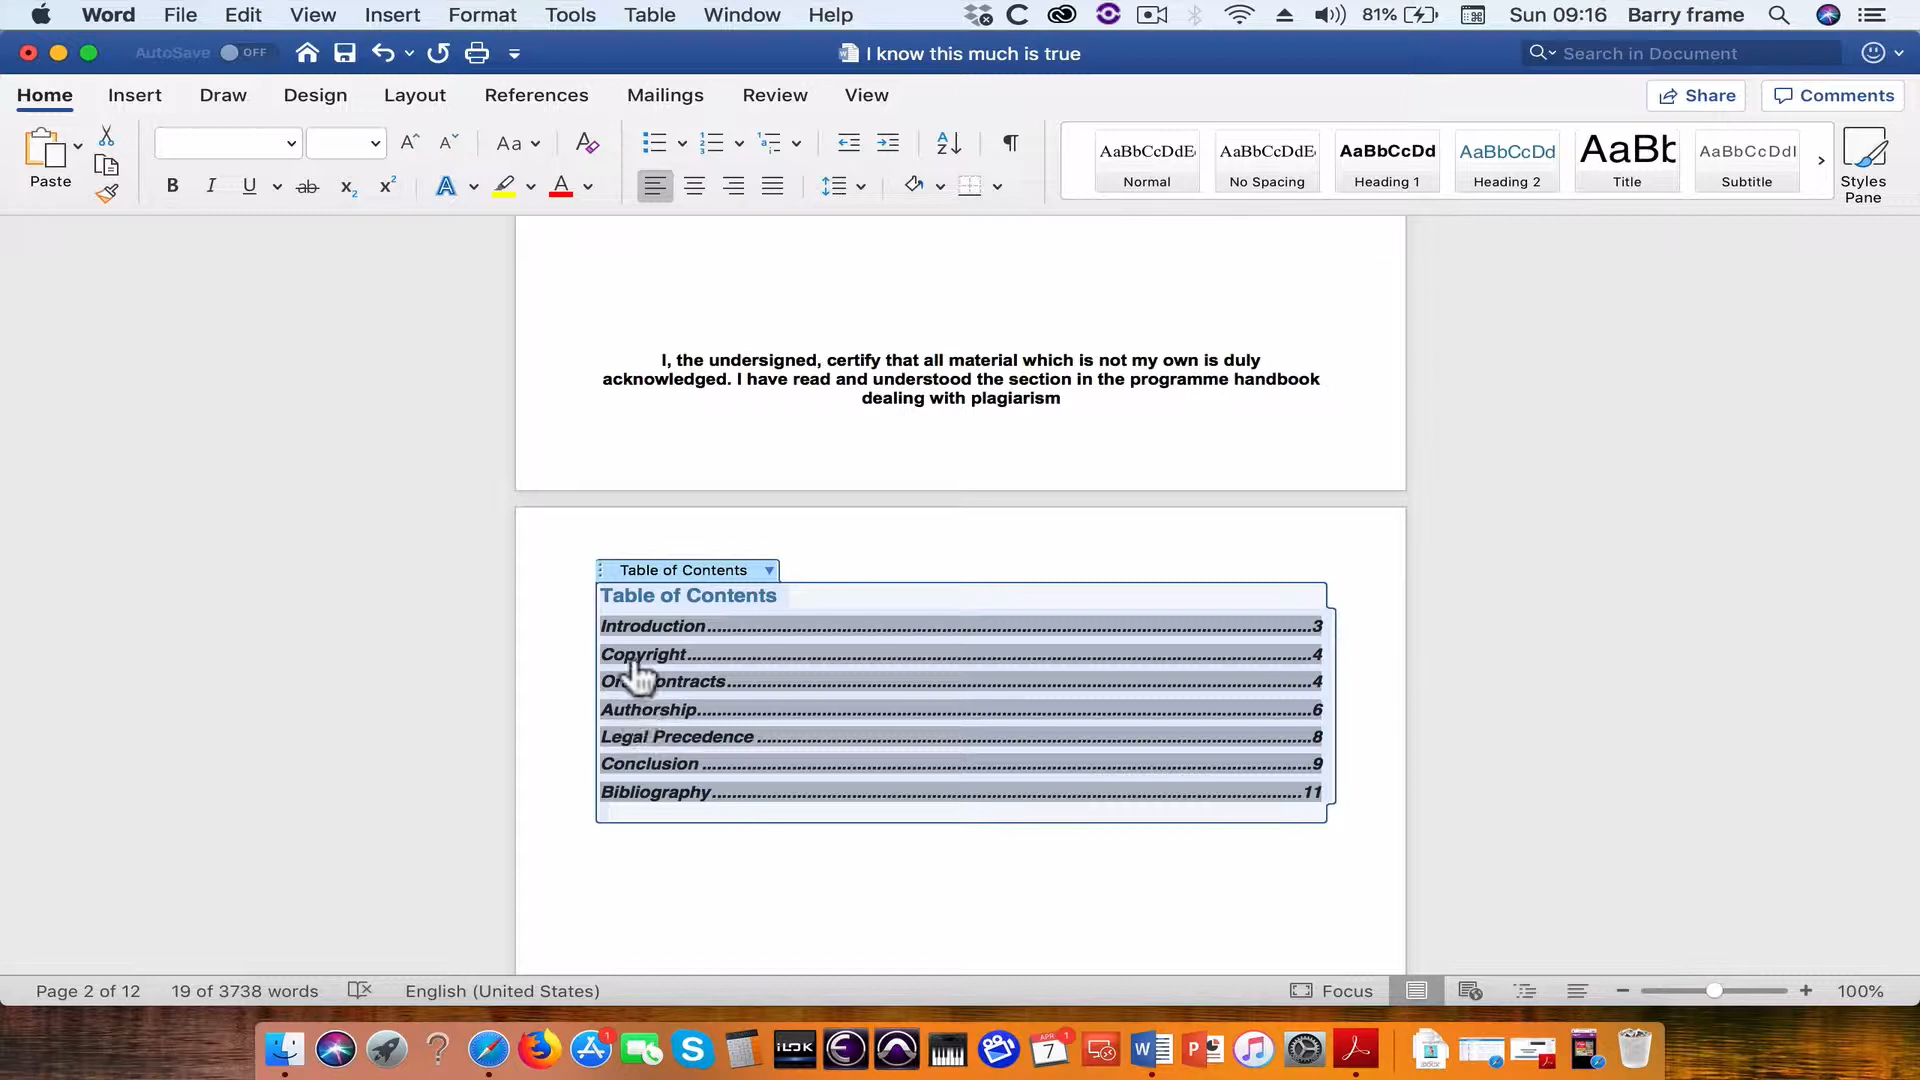 Word File Edit View Insert Format Tools Table Window Help 81% Sun 09:16 Barry frame
AutoSave OFF I know this much is true Search in Document
Home Insert Draw Design Layout References Mailings Review View Share Comments
Paste
AaBbCcDdE Normal
AaBbCcDdE No Spacing
AaBbCcDd Heading 1
AaBbCcDd Heading 2
AaBb Title
AaBbCcDdI Subtitle
Styles
Pane
I, the undersigned, certify that all material which is not my own is duly
acknowledged. I have read and understood the section in the programme handbook
dealing with plagiarism
Table of Contents
Table of Contents
Introduction 3
Copyright 4
Contracts 4
Authorship 6
Legal Precedence 8
Conclusion 9
Bibliography 11
Page 2 of 12 19 of 3738 words English (United States) Focus 100%
APR 7
iLOK